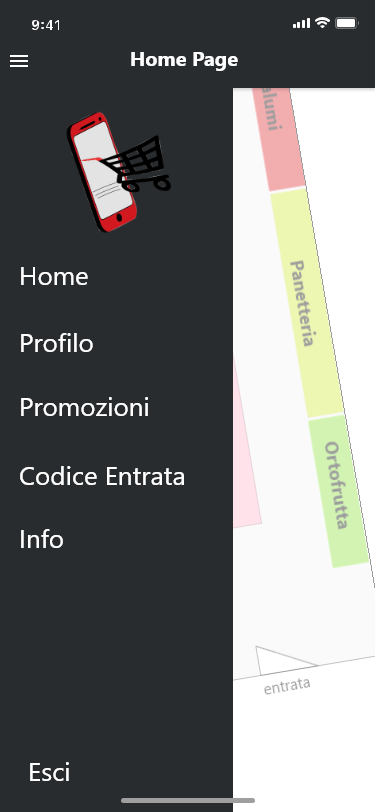 9:41
Home Page
alumi
Home
Panetteria
Profilo
Promozioni
Ortofrutta
Codice Entrata
Info
entrata
Esci